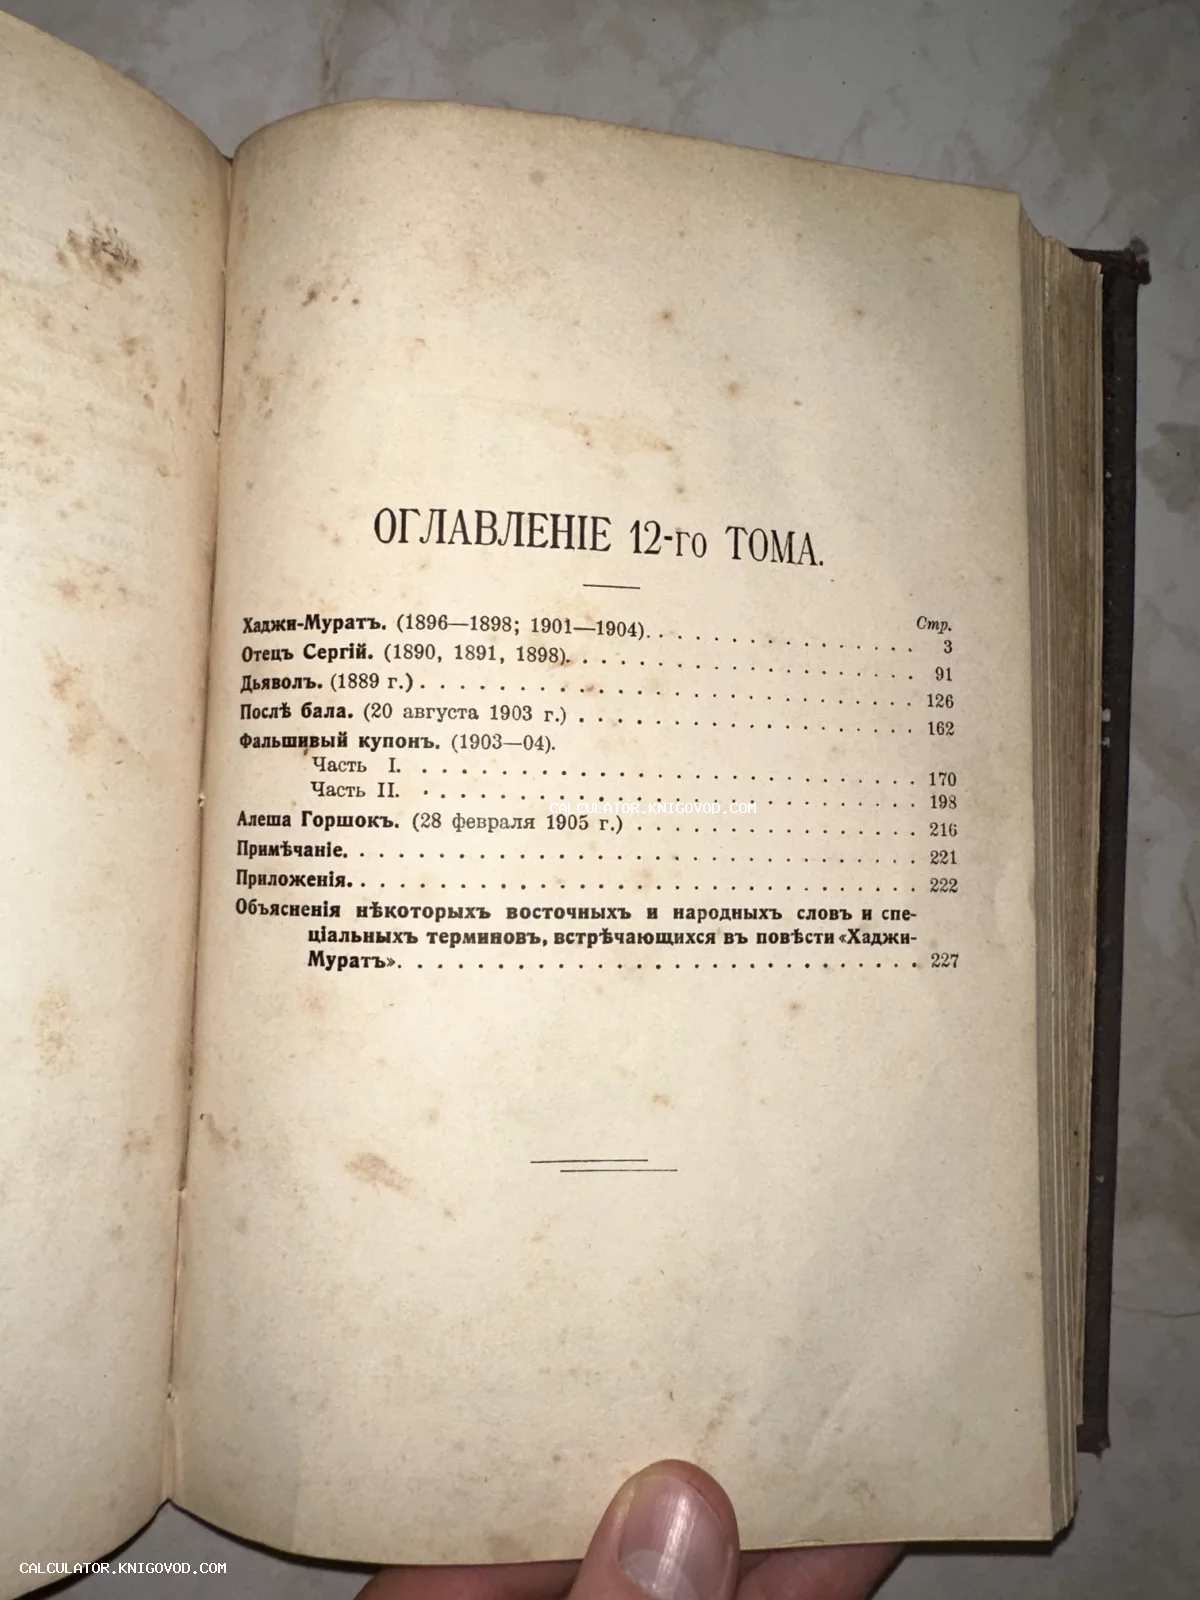 ОГЛАВЛЕНІЕ 12-го ТОМА.
Стр.
Хаджи-Муратъ. (1896—1898; 1901—1904). . . . . . . . . . . . . . . 3
Отецъ Сергій. (1890, 1891, 1898). . . . . . . . . . . . . . . . . . . 91
Дьяволъ. (1889 г.) . . . . . . . . . . . . . . . . . . . . . . . . . 126
Послѣ бала. (20 августа 1903 г.) . . . . . . . . . . . . . . . . . . 162
Фальшивый купонъ. (1903—04).
Часть I. . . . . . . . . . . . . . . . . . . . . . . . . . 170
Часть II. . . . . . . . . . . . . . . . . . . . . . . . . . 198
CALCULATOR.KNIGOVOD.COM
Алеша Горшокъ. (28 февраля 1905 г.) . . . . . . . . . . . . . . . 216
Примѣчаніе. . . . . . . . . . . . . . . . . . . . . . . . . . . . . 221
Приложенія. . . . . . . . . . . . . . . . . . . . . . . . . . . . . 222
Объясненія нѣкоторыхъ восточныхъ и народныхъ словъ и спе-
ціальныхъ терминовъ, встрѣчающихся въ повѣсти «Хаджи-
Муратъ». . . . . . . . . . . . . . . . . . . . . . . . . . . 227
CALCULATOR.KNIGOVOD.COM